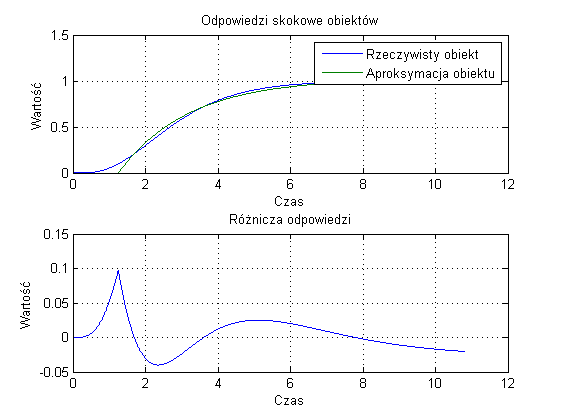 Odpowiedzi skokowe obiektów
1.5
1
0.5
0
Wartość
Rzeczywisty obiekt
Aproksymacja obiektu
0 2 4 6 8 10 12
Czas
Różnicza odpowiedzi
0.15
0.1
0.05
0
-0.05
Wartość
0 2 4 6 8 10 12
Czas